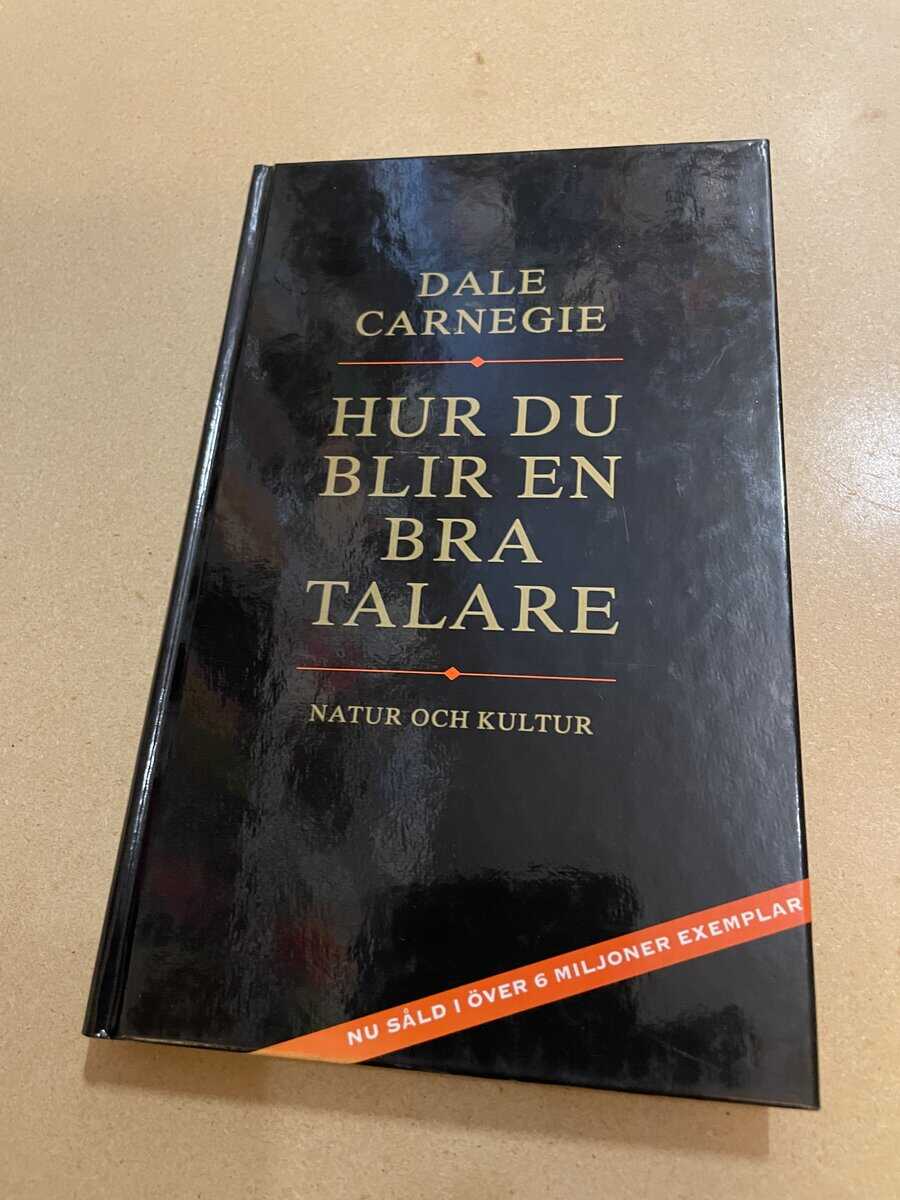 DALE
CARNEGIE
HUR DU
BLIR EN
BRA
TALARE
NATUR OCH KULTUR
NU SÅLD I ÖVER 6 MILJONER EXEMPLAR